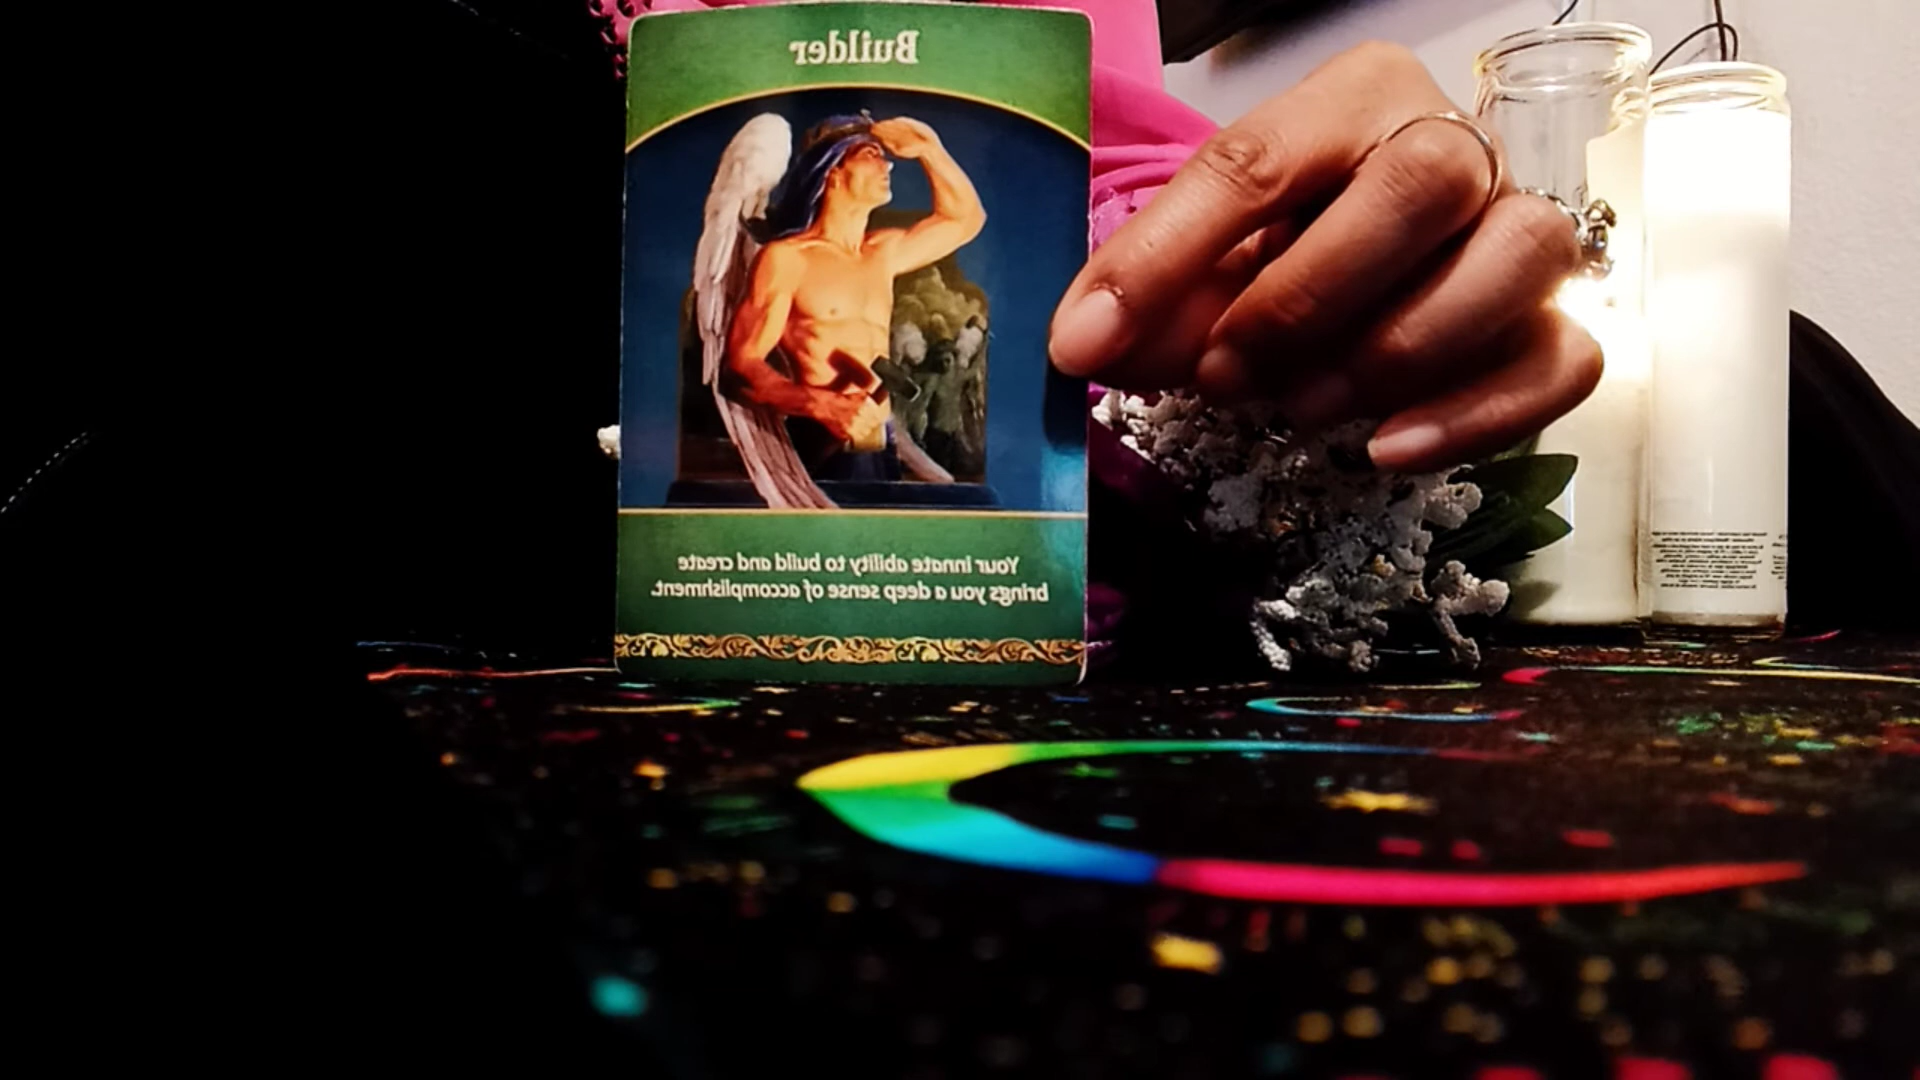 Builder
Your innate ability to build and create
brings you a deep sense of accomplishment.